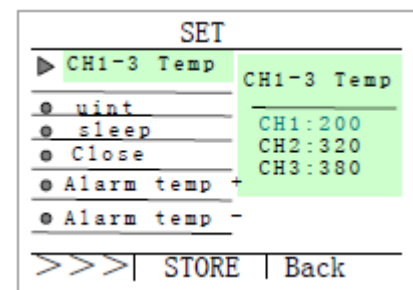 SET
CH1-3 Temp
uint
sleep
Close
Alarm temp +
Alarm temp -
CH1-3 Temp
CH1:200
CH2:320
CH3:380
>>>| STORE | Back